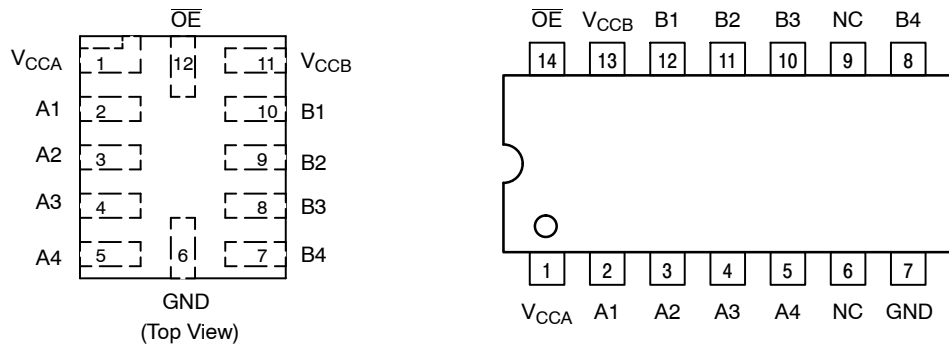 OE
VCCA 1 12 11 VCCB
A1 2 10 B1
A2 3 9 B2
A3 4 8 B3
A4 5 6 7 B4
GND
(Top View)
OE VCCB B1 B2 B3 NC B4
14 13 12 11 10 9 8
1 2 3 4 5 6 7
VCCA A1 A2 A3 A4 NC GND